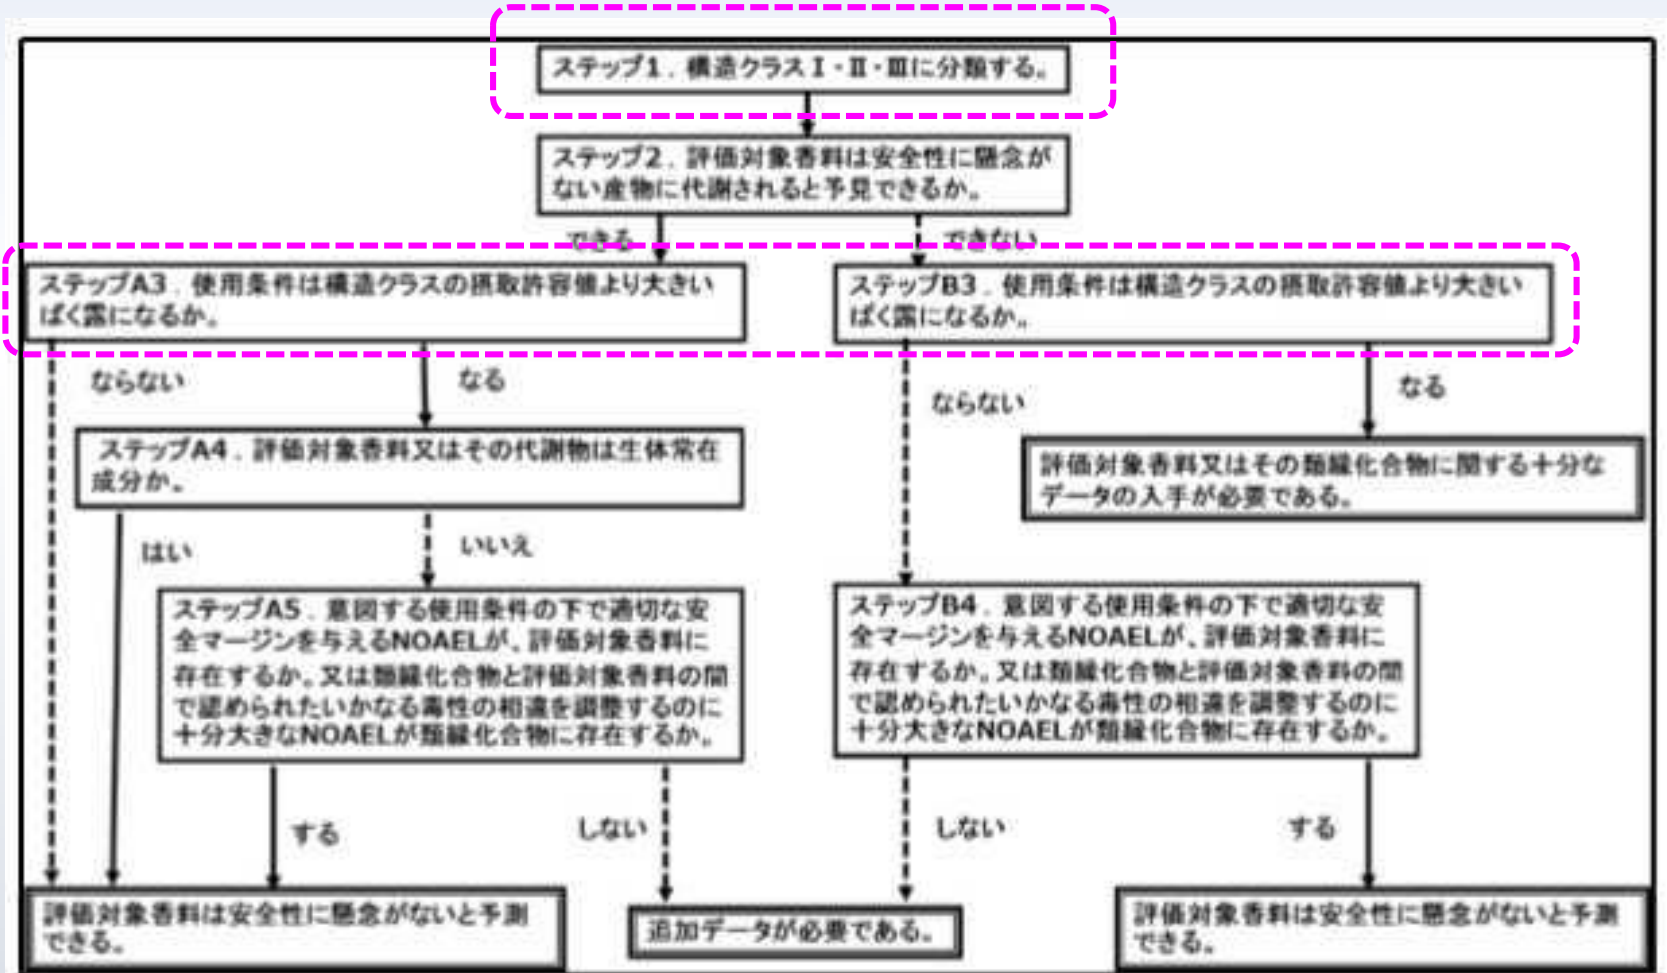 ステップ1．構造クラスⅠ・Ⅱ・Ⅲに分類する。
ステップ2．評価対象香料は安全性に懸念が
ない産物に代謝されると予見できるか。
できる
できない
ステップA3．使用条件は構造クラスの摂取許容値より大きい
ばく露になるか。
ステップB3．使用条件は構造クラスの摂取許容値より大きい
ばく露になるか。
ならない
なる
ならない
なる
ステップA4．評価対象香料又はその代謝物は生体常在
成分か。
評価対象香料又はその類縁化合物に関する十分な
データの入手が必要である。
はい
いいえ
ステップA5．意図する使用条件の下で適切な安
全マージンを与えるNOAELが、評価対象香料に
存在するか。又は類縁化合物と評価対象香料の間
で認められたいかなる毒性の相違を調整するのに
十分大きなNOAELが類縁化合物に存在するか。
ステップB4．意図する使用条件の下で適切な安
全マージンを与えるNOAELが、評価対象香料に
存在するか。又は類縁化合物と評価対象香料の間
で認められたいかなる毒性の相違を調整するのに
十分大きなNOAELが類縁化合物に存在するか。
する
しない
しない
する
評価対象香料は安全性に懸念がないと予測
できる。
追加データが必要である。
評価対象香料は安全性に懸念がないと予測
できる。